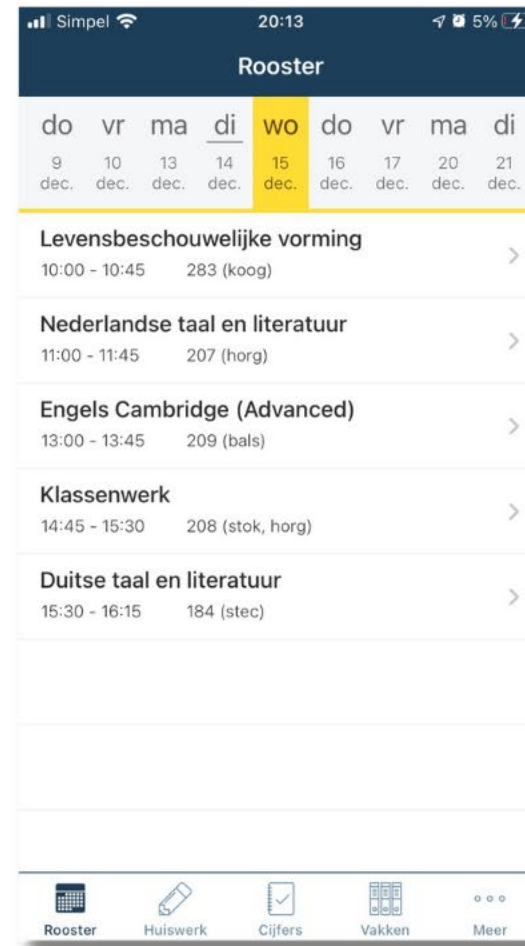 Simpel 20:13 5%
Rooster
do vr ma di wo do vr ma di
9 10 13 14 15 16 17 20 21
dec. dec. dec. dec. dec. dec. dec. dec. dec.
Levensbeschouwelijke vorming
10:00 - 10:45 283 (koog)
Nederlandse taal en literatuur
11:00 - 11:45 207 (horg)
Engels Cambridge (Advanced)
13:00 - 13:45 209 (bals)
Klassenwerk
14:45 - 15:30 208 (stok, horg)
Duitse taal en literatuur
15:30 - 16:15 184 (stec)
Rooster Huiswerk Cijfers Vakken Meer